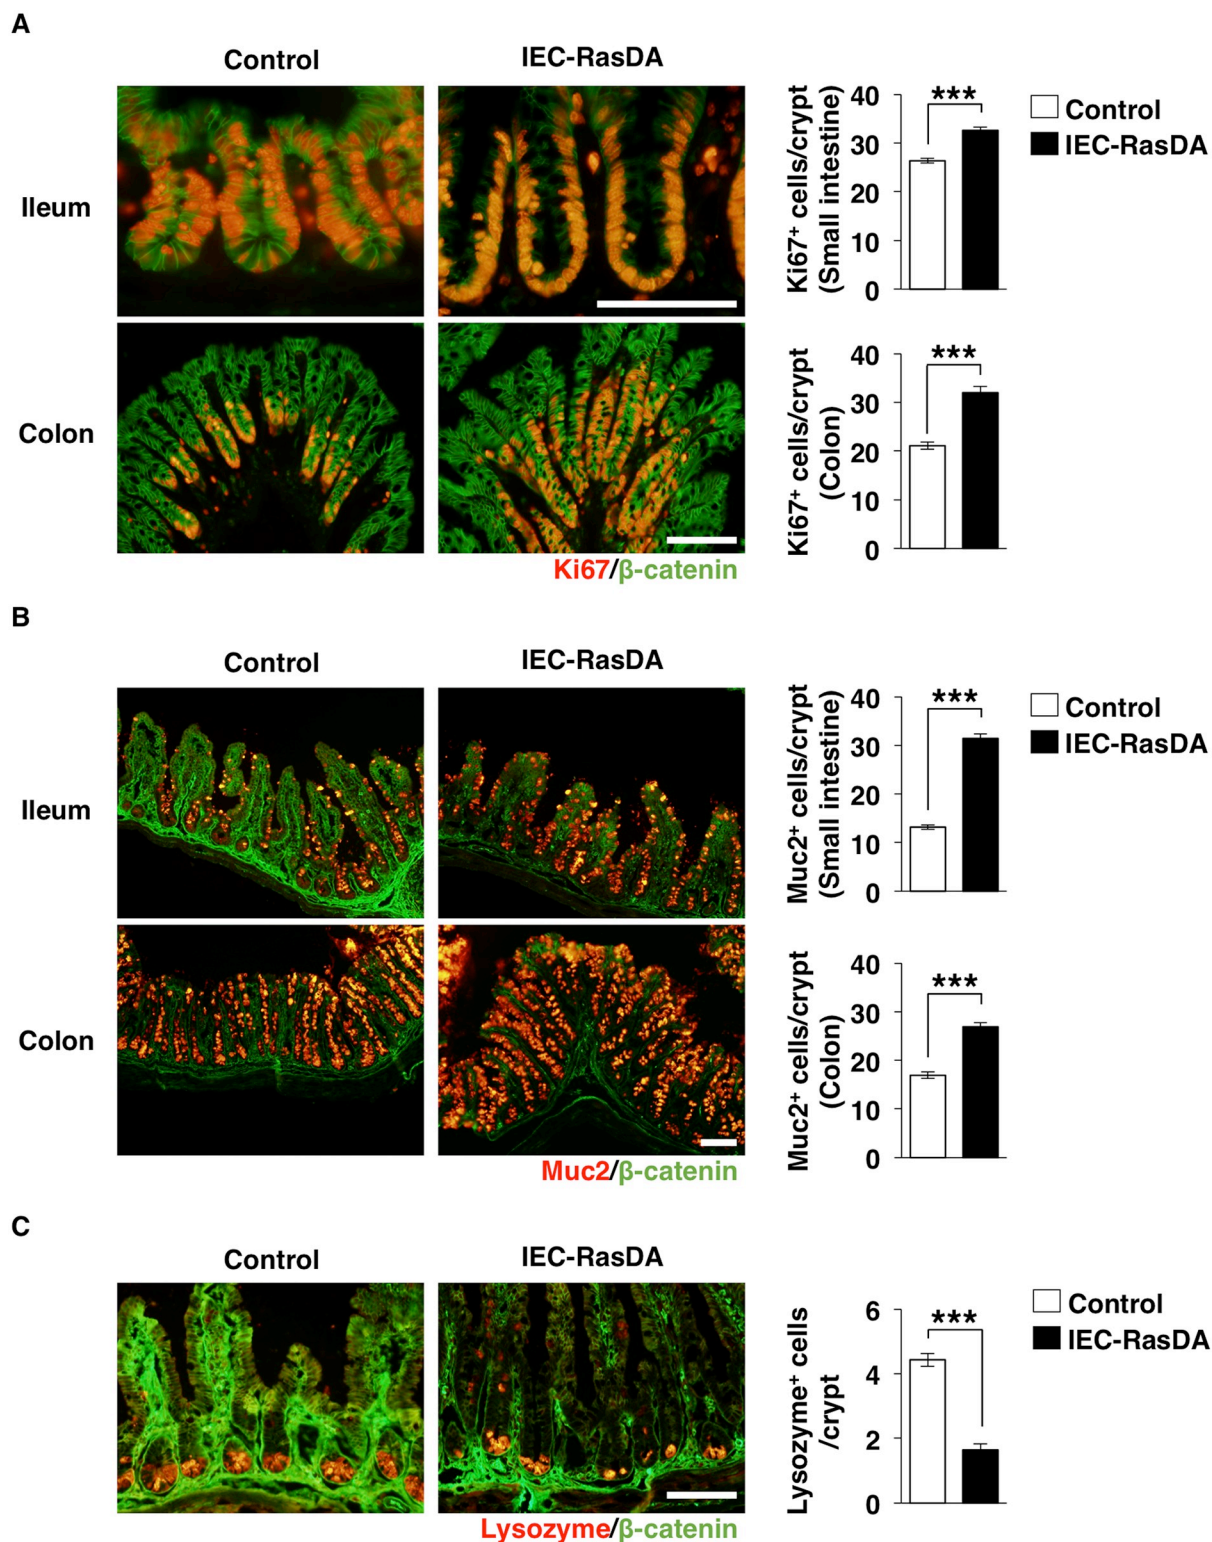 A
Control
IEC-RasDA
Ileum
Colon
Ki67/β-catenin
Ki67⁺ cells/crypt
(Small intestine)
40
30
20
10
0
***
Control
IEC-RasDA
Ki67⁺ cells/crypt
(Colon)
40
30
20
10
0
***
B
Control
IEC-RasDA
Ileum
Colon
Muc2/β-catenin
Muc2⁺ cells/crypt
(Small intestine)
40
30
20
10
0
***
Control
IEC-RasDA
Muc2⁺ cells/crypt
(Colon)
40
30
20
10
0
***
C
Control
IEC-RasDA
Lysozyme/β-catenin
Lysozyme⁺ cells
/crypt
6
4
2
0
***
Control
IEC-RasDA